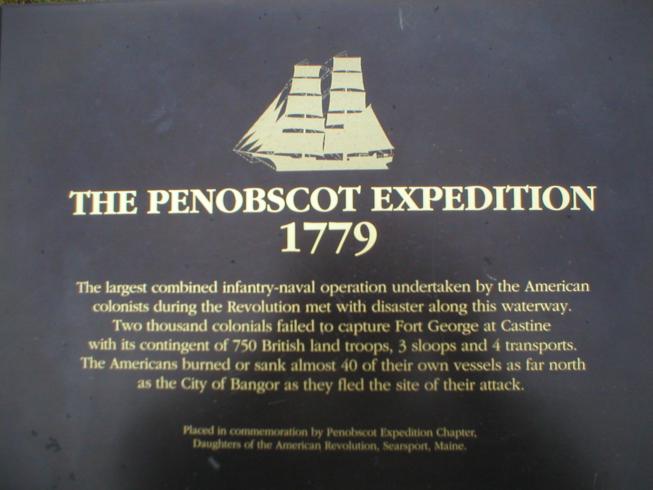 THE PENOBSCOT EXPEDITION
1779
The largest combined infantry-naval operation undertaken by the American
colonists during the Revolution met with disaster along this waterway.
Two thousand colonials failed to capture Fort George at Castine
with its contingent of 750 British land troops, 3 sloops and 4 transports.
The Americans burned or sank almost 40 of their own vessels as far north
as the City of Bangor as they fled the site of their attack.
Placed in commemoration by Penobscot Expedition Chapter,
Daughters of the American Revolution, Searsport, Maine.